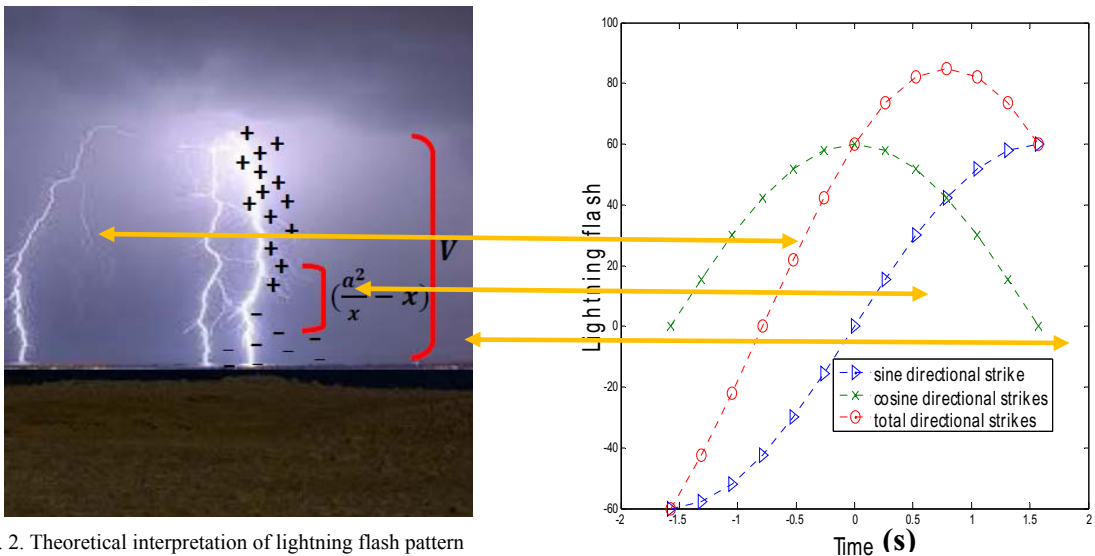 + + + + + + + + + + + + + +
V
(a²/x − x)
− − − − − − −
. 2. Theoretical interpretation of lightning flash pattern
Lightning flash
100
80
60
40
20
0
-20
-40
-60
-2 -1.5 -1 -0.5 0 0.5 1 1.5 2
Time (s)
sine directional strike
cosine directional strikes
total directional strikes